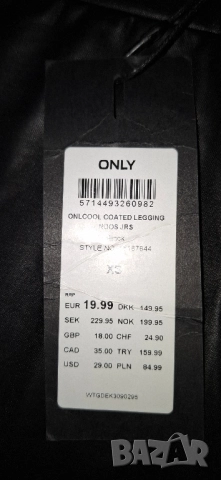 ONLY
5714493260982
ONLCOOL COATED LEGGING
NOOS JRS
STYLE NO.
XS
RRP
EUR 19.99 DKK 149.95
SEK 229.95 NOK 199.95
GBP 18.00 CHF 24.90
CAD 35.00 TRY 159.99
USD 29.00 PLN 84.99
BAZAR